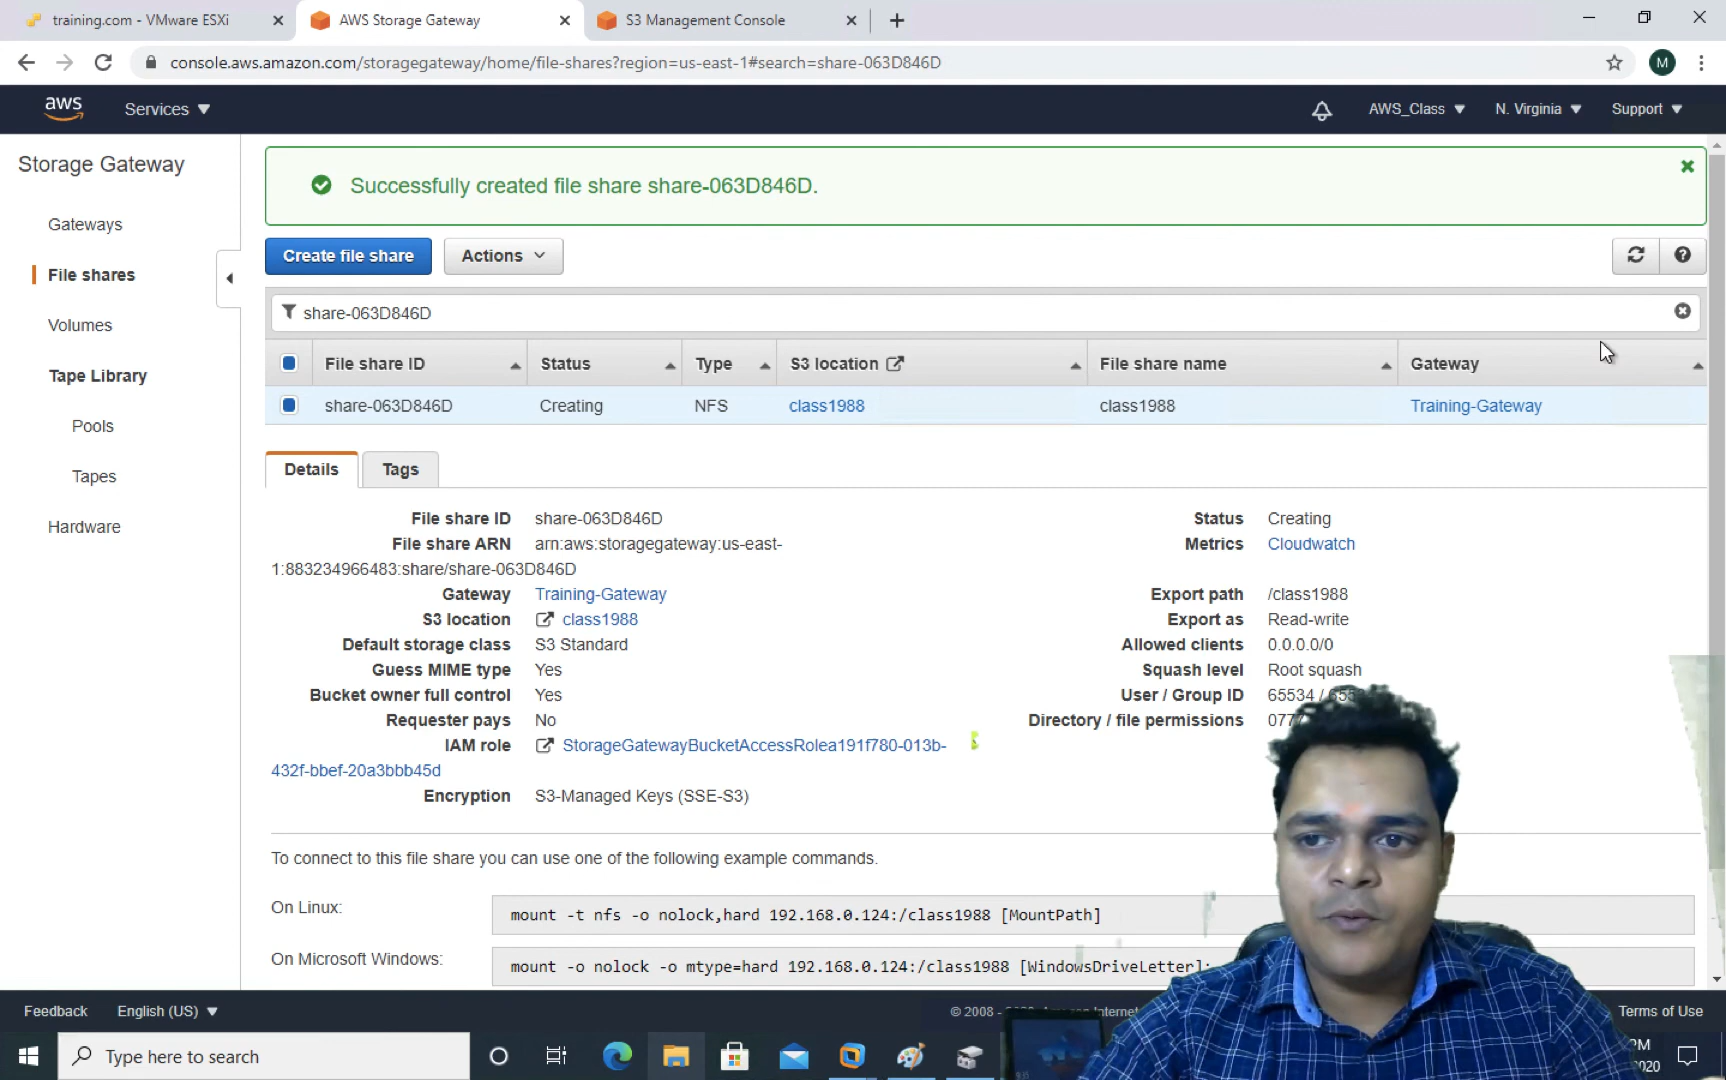 training.com - VMware ESXi
AWS Storage Gateway
S3 Management Console
console.aws.amazon.com/storagegateway/home/file-shares?region=us-east-1#search=share-063D846D
M
aws
Services
AWS_Class
N. Virginia
Support
Storage Gateway
Gateways
File shares
Volumes
Tape Library
Pools
Tapes
Hardware
Successfully created file share share-063D846D.
Create file share
Actions
share-063D846D
File share ID
Status
Type
S3 location
File share name
Gateway
share-063D846D
Creating
NFS
class1988
class1988
Training-Gateway
Details
Tags
File share ID share-063D846D
File share ARN arn:aws:storagegateway:us-east-
1:883234966483:share/share-063D846D
Gateway Training-Gateway
S3 location class1988
Default storage class S3 Standard
Guess MIME type Yes
Bucket owner full control Yes
Requester pays No
IAM role StorageGatewayBucketAccessRolea191f780-013b-
432f-bbef-20a3bbb45d
Encryption S3-Managed Keys (SSE-S3)
Status Creating
Metrics Cloudwatch
Export path /class1988
Export as Read-write
Allowed clients 0.0.0.0/0
Squash level Root squash
User / Group ID 65534 /
Directory / file permissions
To connect to this file share you can use one of the following example commands.
On Linux:
mount -t nfs -o nolock,hard 192.168.0.124:/class1988 [MountPath]
On Microsoft Windows:
mount -o nolock -o mtype=hard 192.168.0.124:/class1988 [WindowsDriveLetter]:
Feedback
English (US)
© 2008 -
Internet
Terms of Use
Type here to search